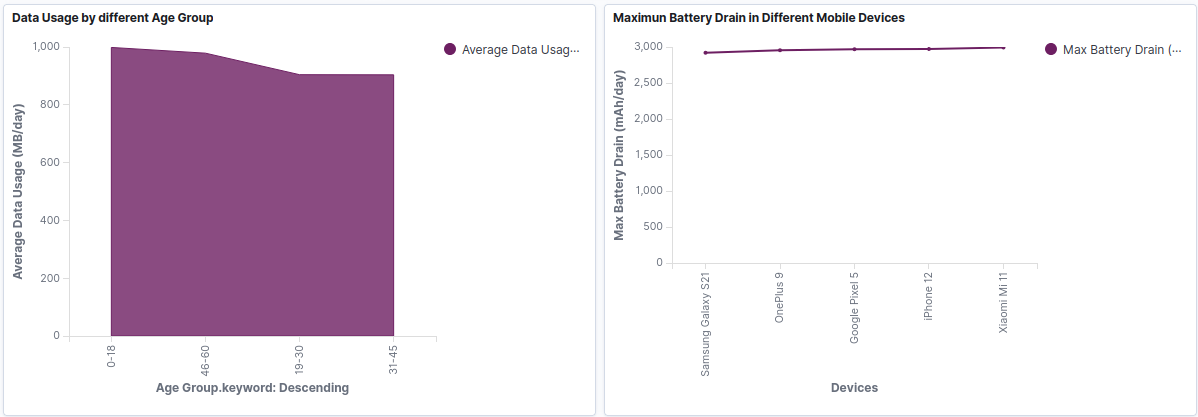 Data Usage by different Age Group
1,000
800
600
400
200
0
Average Data Usage (MB/day)
0-18
46-60
19-30
31-45
Age Group.keyword: Descending
Average Data Usag...
Maximun Battery Drain in Different Mobile Devices
3,000
2,500
2,000
1,500
1,000
500
0
Max Battery Drain (mAh/day)
Samsung Galaxy S21
OnePlus 9
Google Pixel 5
iPhone 12
Xiaomi Mi 11
Devices
Max Battery Drain (...